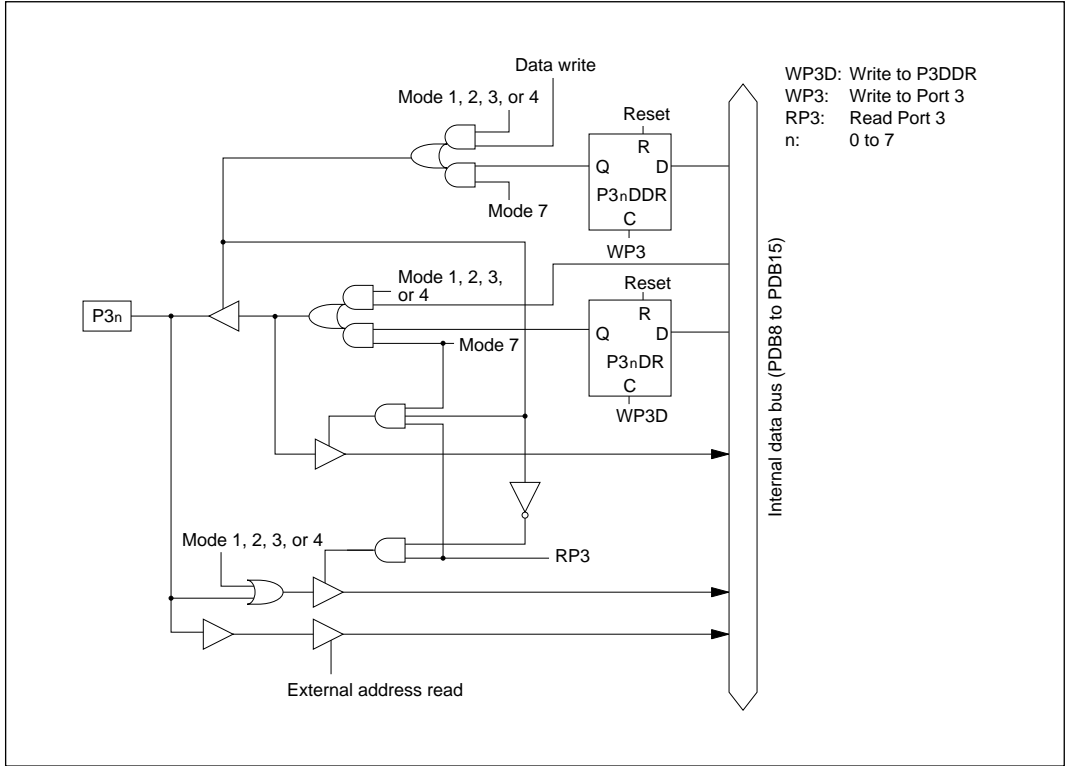 Data write
Mode 1, 2, 3, or 4
WP3D: Write to P3DDR
WP3: Write to Port 3
RP3: Read Port 3
n: 0 to 7
Reset
R
Q D
P3nDDR
C
Mode 7
WP3
Mode 1, 2, 3,
or 4
Reset
R
P3n
Q D
Mode 7
P3nDR
C
WP3D
Internal data bus (PDB8 to PDB15)
Mode 1, 2, 3, or 4
RP3
External address read